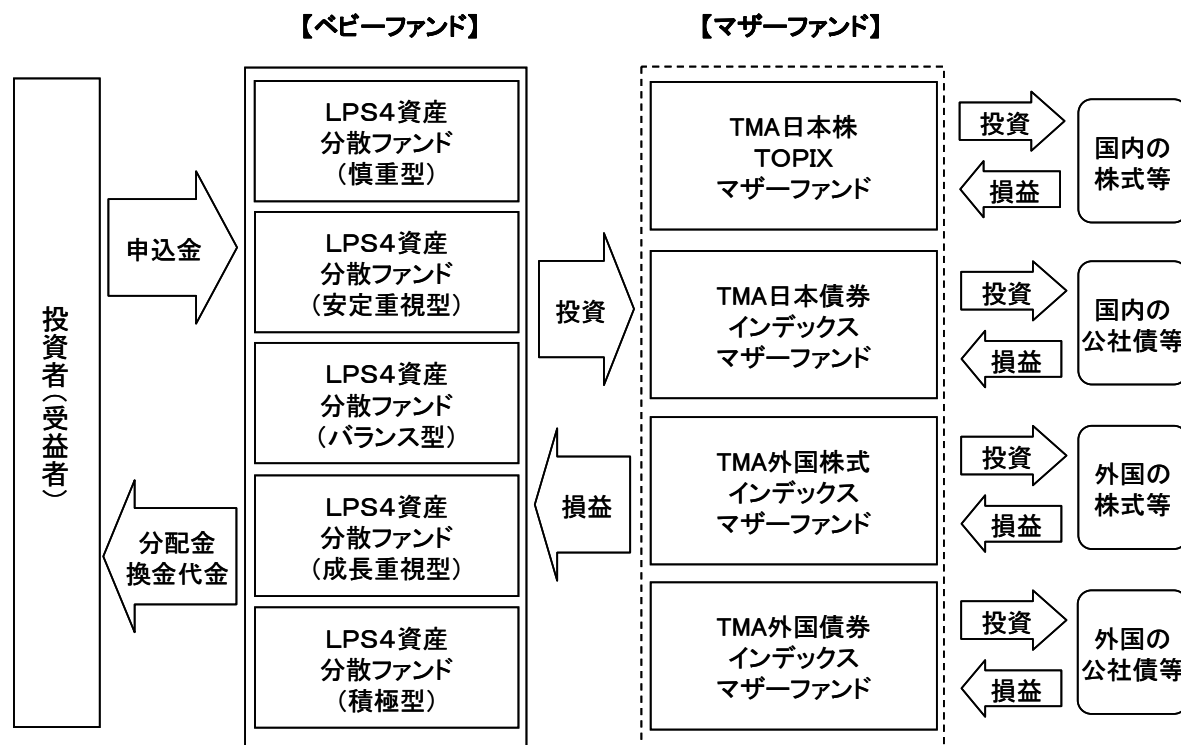 【ベビーファンド】
【マザーファンド】
投資者(受益者)
申込金
分配金
換金代金
LPS4資産
分散ファンド
(慎重型)
LPS4資産
分散ファンド
(安定重視型)
LPS4資産
分散ファンド
(バランス型)
LPS4資産
分散ファンド
(成長重視型)
LPS4資産
分散ファンド
(積極型)
投資
損益
TMA日本株
TOPIX
マザーファンド
TMA日本債券
インデックス
マザーファンド
TMA外国株式
インデックス
マザーファンド
TMA外国債券
インデックス
マザーファンド
投資
損益
国内の
株式等
投資
損益
国内の
公社債等
投資
損益
外国の
株式等
投資
損益
外国の
公社債等